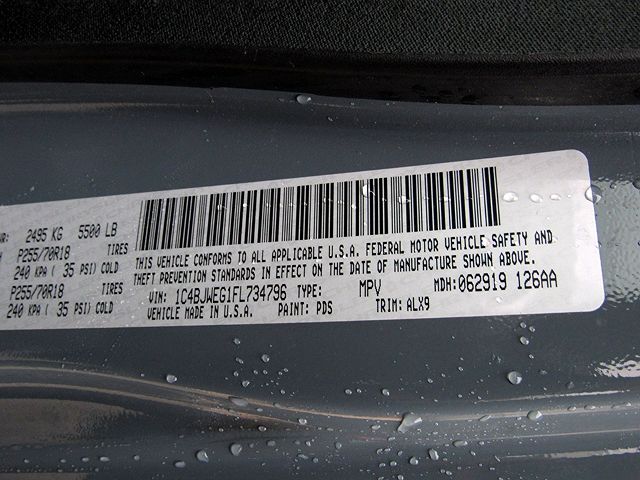 WR: 2495 KG 5500 LB
P255/70R18 TIRES
240 KPA ( 35 PSI) COLD
P255/70R18 TIRES
240 KPA ( 35 PSI) COLD
THIS VEHICLE CONFORMS TO ALL APPLICABLE U.S.A. FEDERAL MOTOR VEHICLE SAFETY AND
THEFT PREVENTION STANDARDS IN EFFECT ON THE DATE OF MANUFACTURE SHOWN ABOVE.
VIN: 1C4BJWEG1FL734796 TYPE: MPV MDH: 062919 126AA
VEHICLE MADE IN U.S.A. PAINT: PDS TRIM: ALX9